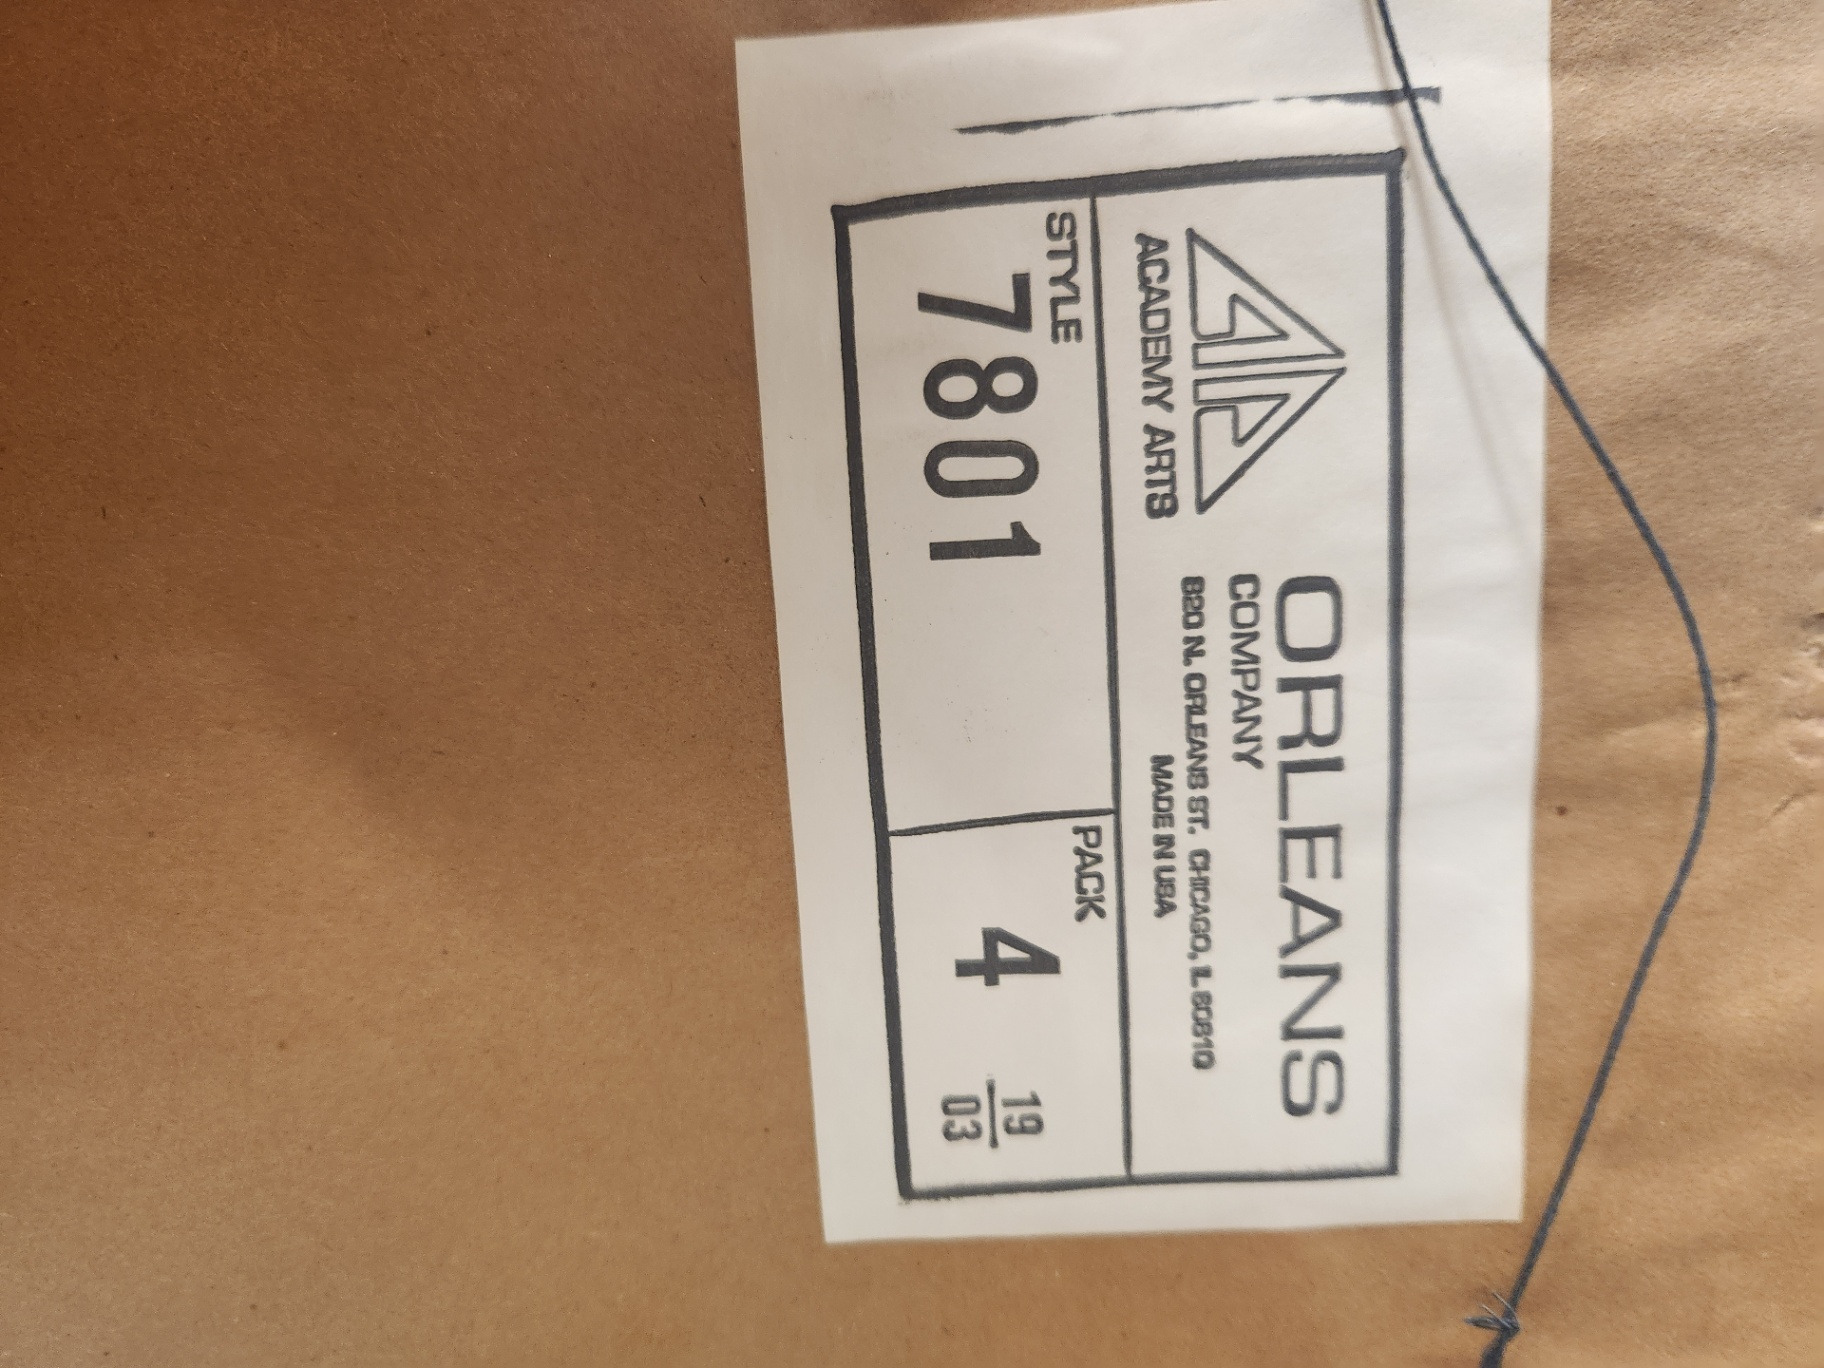 ACADEMY ARTS
ORLEANS
COMPANY
820 N. ORLEANS ST. CHICAGO, IL 60610
MADE IN USA
STYLE
7801
PACK
4
19
03